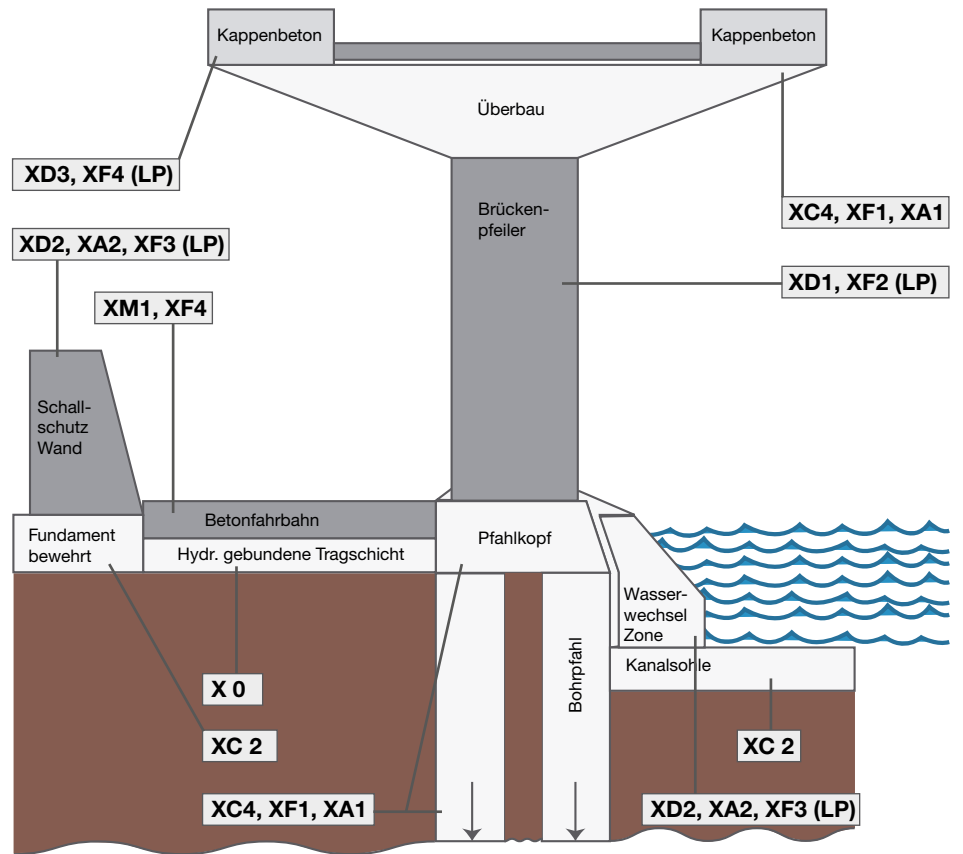 Kappenbeton
Kappenbeton
Überbau
XD3, XF4 (LP)
Brücken-
pfeiler
XC4, XF1, XA1
XD2, XA2, XF3 (LP)
XD1, XF2 (LP)
XM1, XF4
Schall-
schutz
Wand
Betonfahrbahn
Fundament
bewehrt
Hydr. gebundene Tragschicht
Pfahlkopf
Wasser-
wechsel
Zone
Kanalsohle
Bohrpfahl
X 0
XC 2
XC 2
XC4, XF1, XA1
XD2, XA2, XF3 (LP)